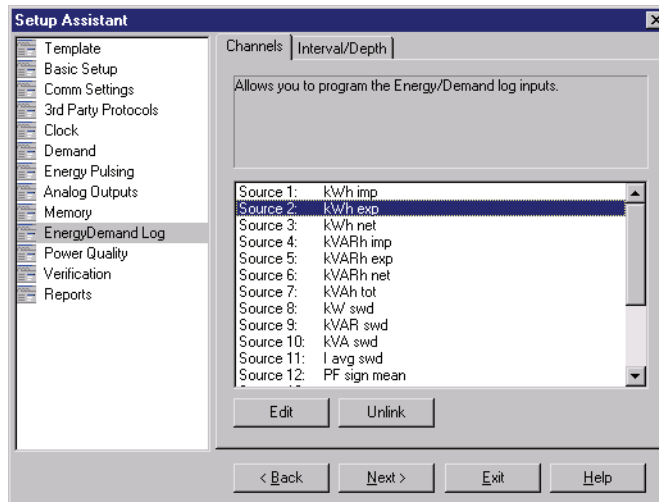 Setup Assistant
Template
Basic Setup
Comm Settings
3rd Party Protocols
Clock
Demand
Energy Pulsing
Analog Outputs
Memory
EnergyDemand Log
Power Quality
Verification
Reports
Channels Interval/Depth
Allows you to program the Energy/Demand log inputs.
Source 1: kWh imp
Source 2: kWh exp
Source 3: kWh net
Source 4: kVARh imp
Source 5: kVARh exp
Source 6: kVARh net
Source 7: kVAh tot
Source 8: kW swd
Source 9: kVAR swd
Source 10: kVA swd
Source 11: I avg swd
Source 12: PF sign mean
Edit Unlink
< Back Next > Exit Help